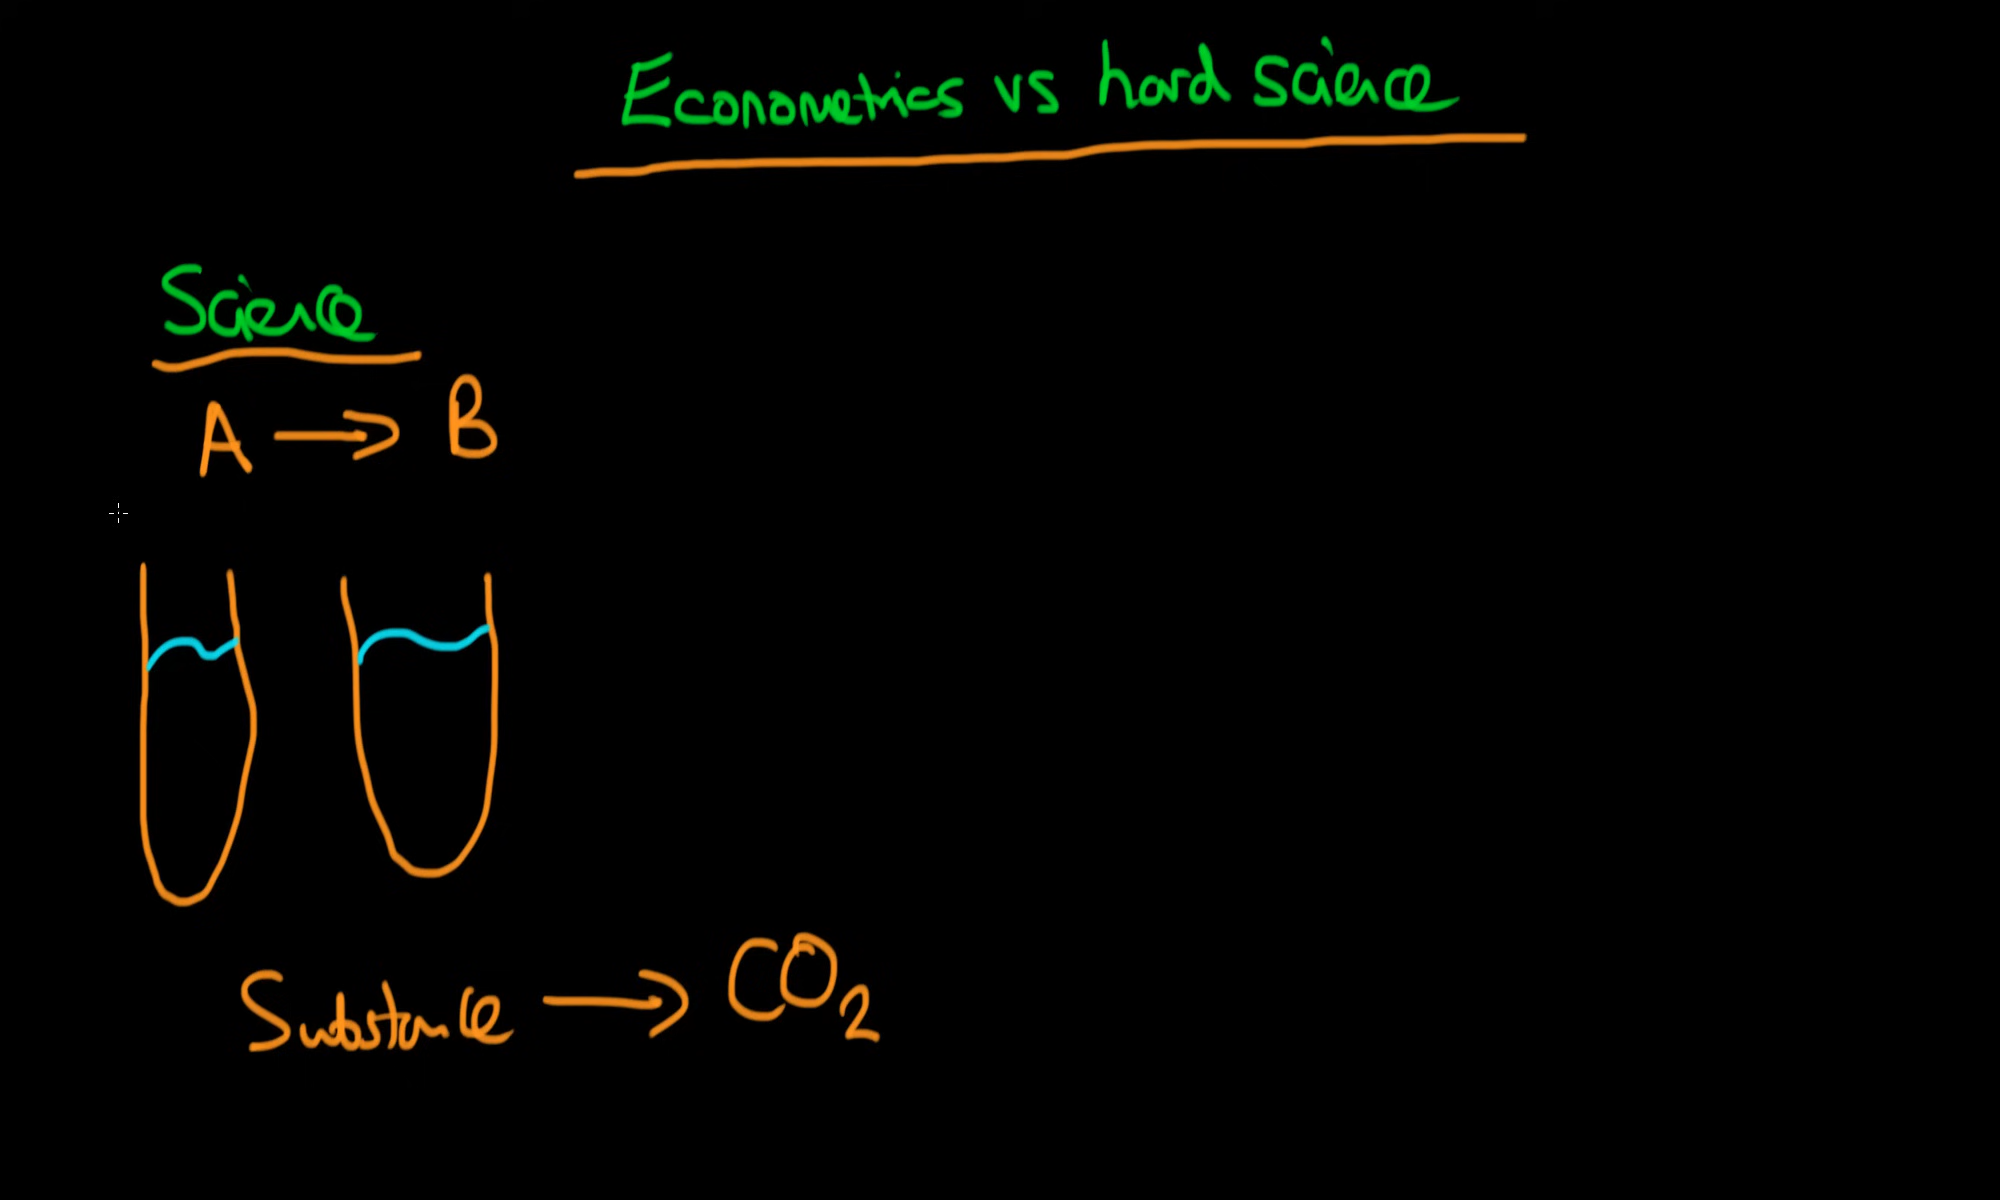 Econometrics vs hard science
Science
A → B
Substance → CO₂